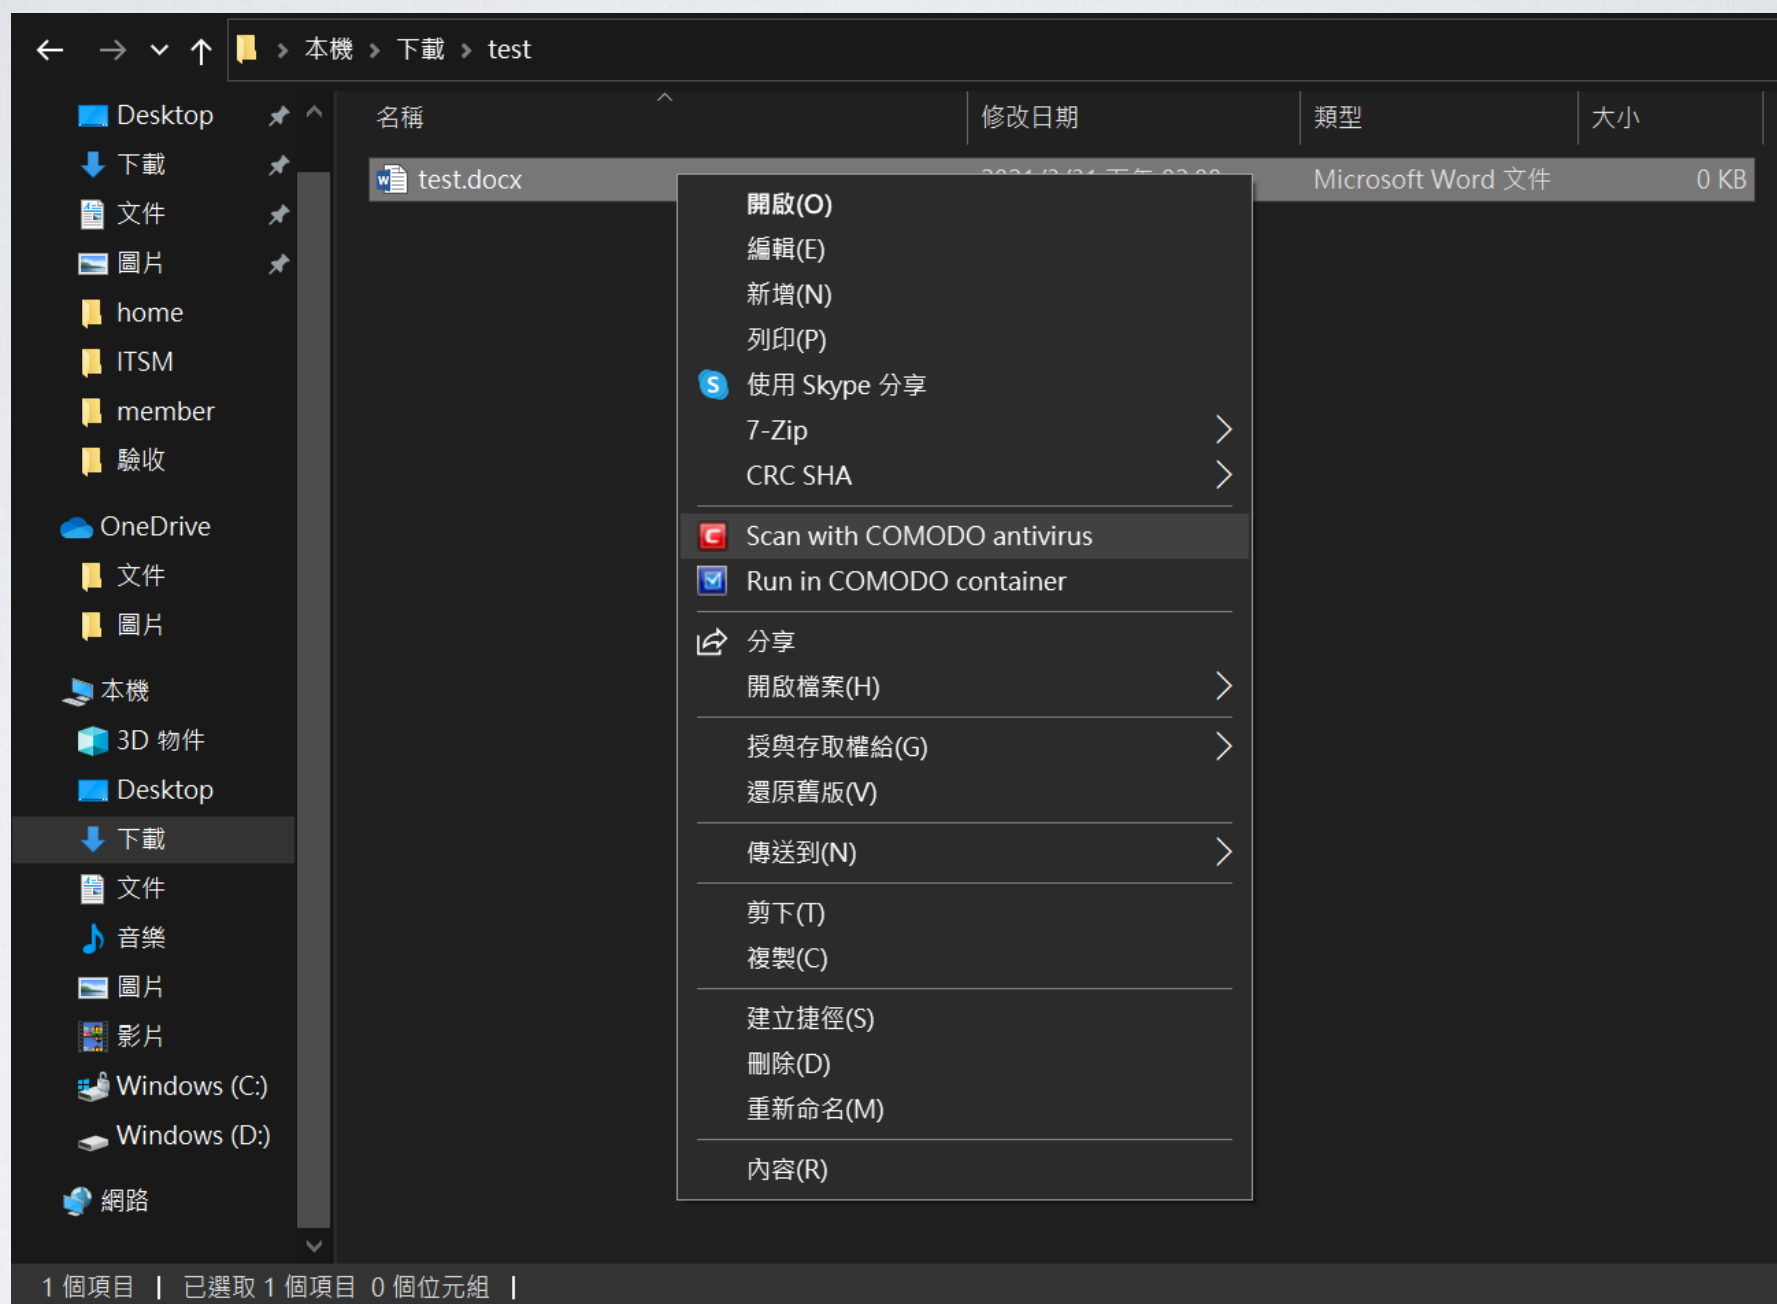 本機 > 下載 > test
Desktop
下載
文件
圖片
home
ITSM
member
驗收
OneDrive
文件
圖片
本機
3D 物件
Desktop
下載
文件
音樂
圖片
影片
Windows (C:)
Windows (D:)
網路
名稱 修改日期 類型 大小
test.docx Microsoft Word 文件 0 KB
開啟(O)
編輯(E)
新增(N)
列印(P)
使用 Skype 分享
7-Zip
CRC SHA
Scan with COMODO antivirus
Run in COMODO container
分享
開啟檔案(H)
授與存取權給(G)
還原舊版(V)
傳送到(N)
剪下(T)
複製(C)
建立捷徑(S)
刪除(D)
重新命名(M)
內容(R)
1 個項目 | 已選取 1 個項目 0 個位元組 |